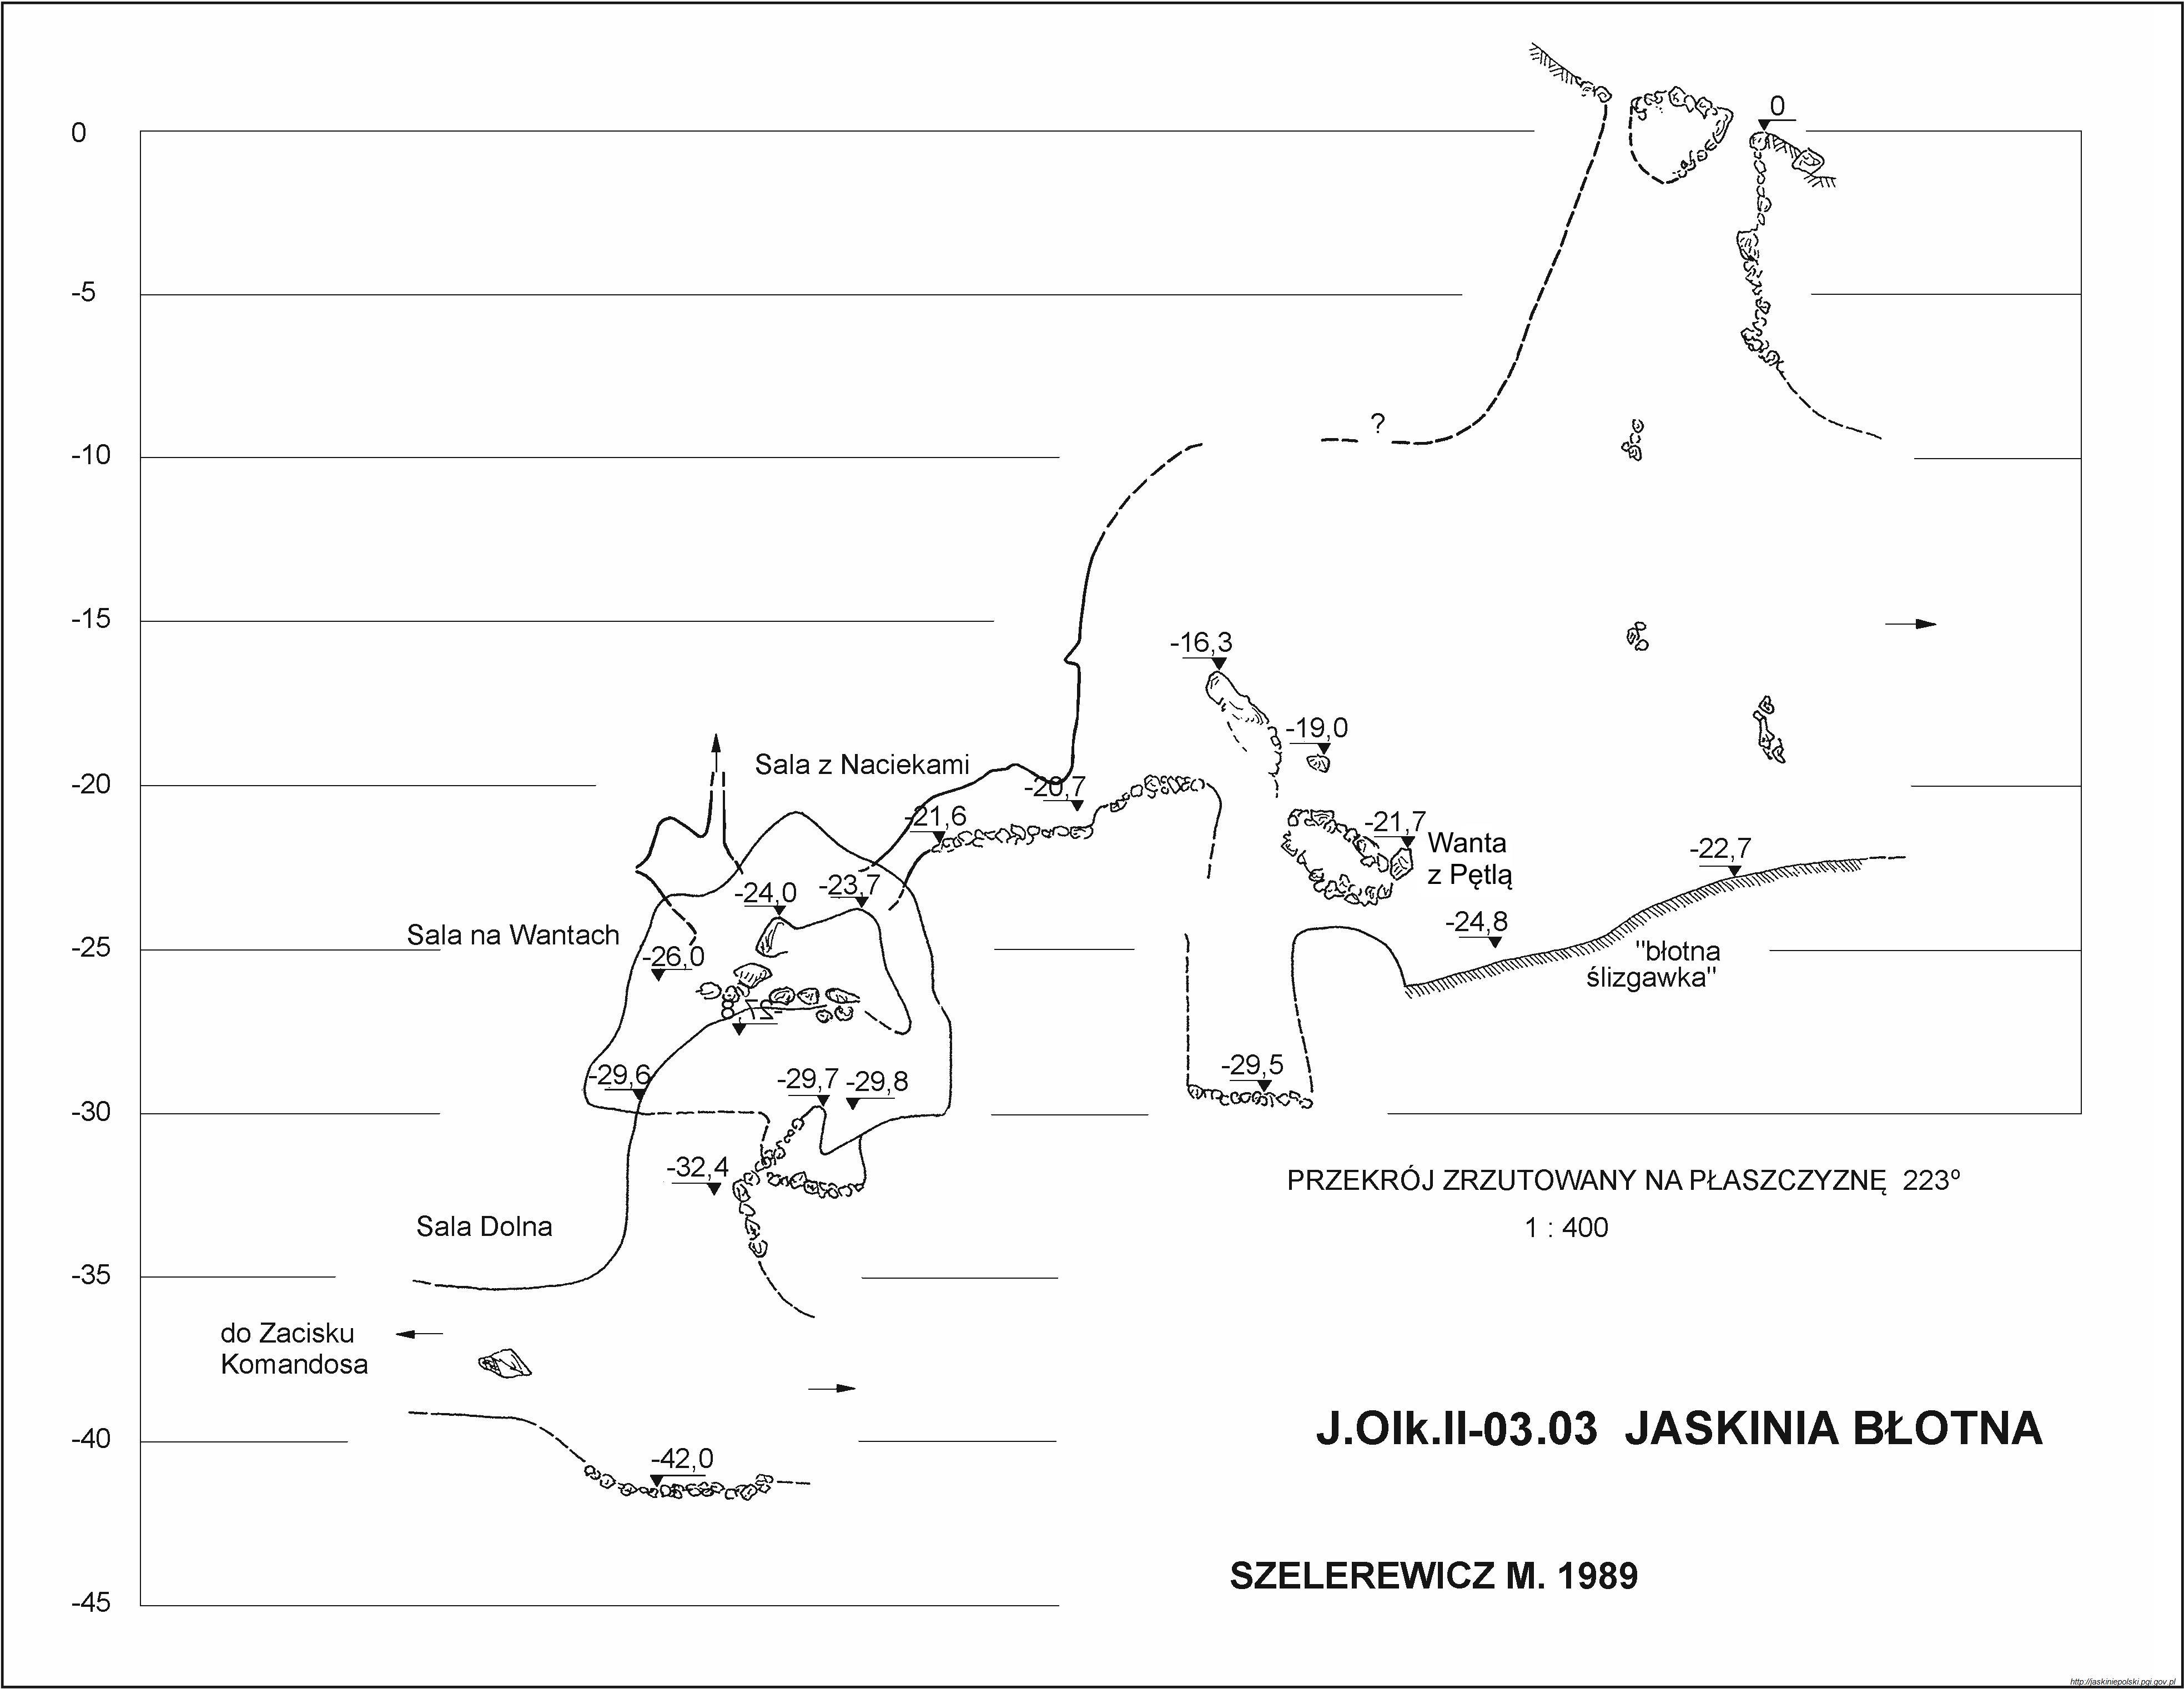 0
0
-5
-10
?
-15
-16,3
-19,0
Sala z Naciekami
-20
-20,7
-21,6
-21,7
Wanta
z Pętlą
-22,7
-24,0
-23,7
-24,8
Sala na Wantach
-25
-26,0
"błotna
ślizgawka"
-29,5
-29,6
-29,7
-29,8
-30
-32,4
PRZEKRÓJ ZRZUTOWANY NA PŁASZCZYZNĘ 223º
1 : 400
Sala Dolna
-35
do Zacisku
Komandosa
J.Olk.II-03.03 JASKINIA BŁOTNA
-40
-42,0
SZELEREWICZ M. 1989
-45
http://jaskiniepolski.pgi.gov.pl